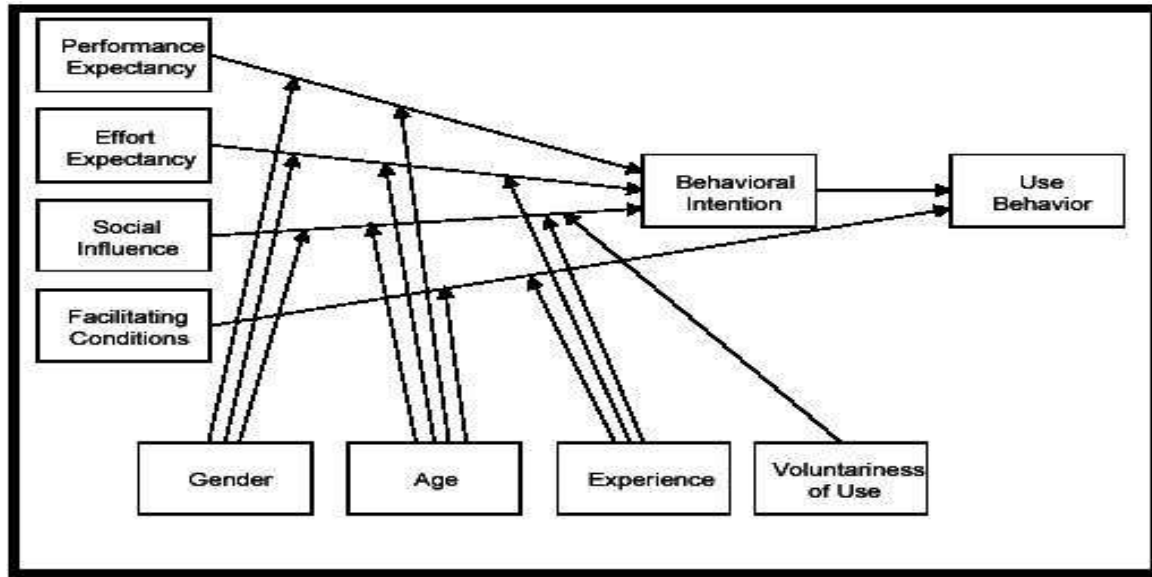 Performance
Expectancy
Effort
Expectancy
Social
Influence
Facilitating
Conditions
Behavioral
Intention
Use
Behavior
Gender
Age
Experience
Voluntariness
of Use